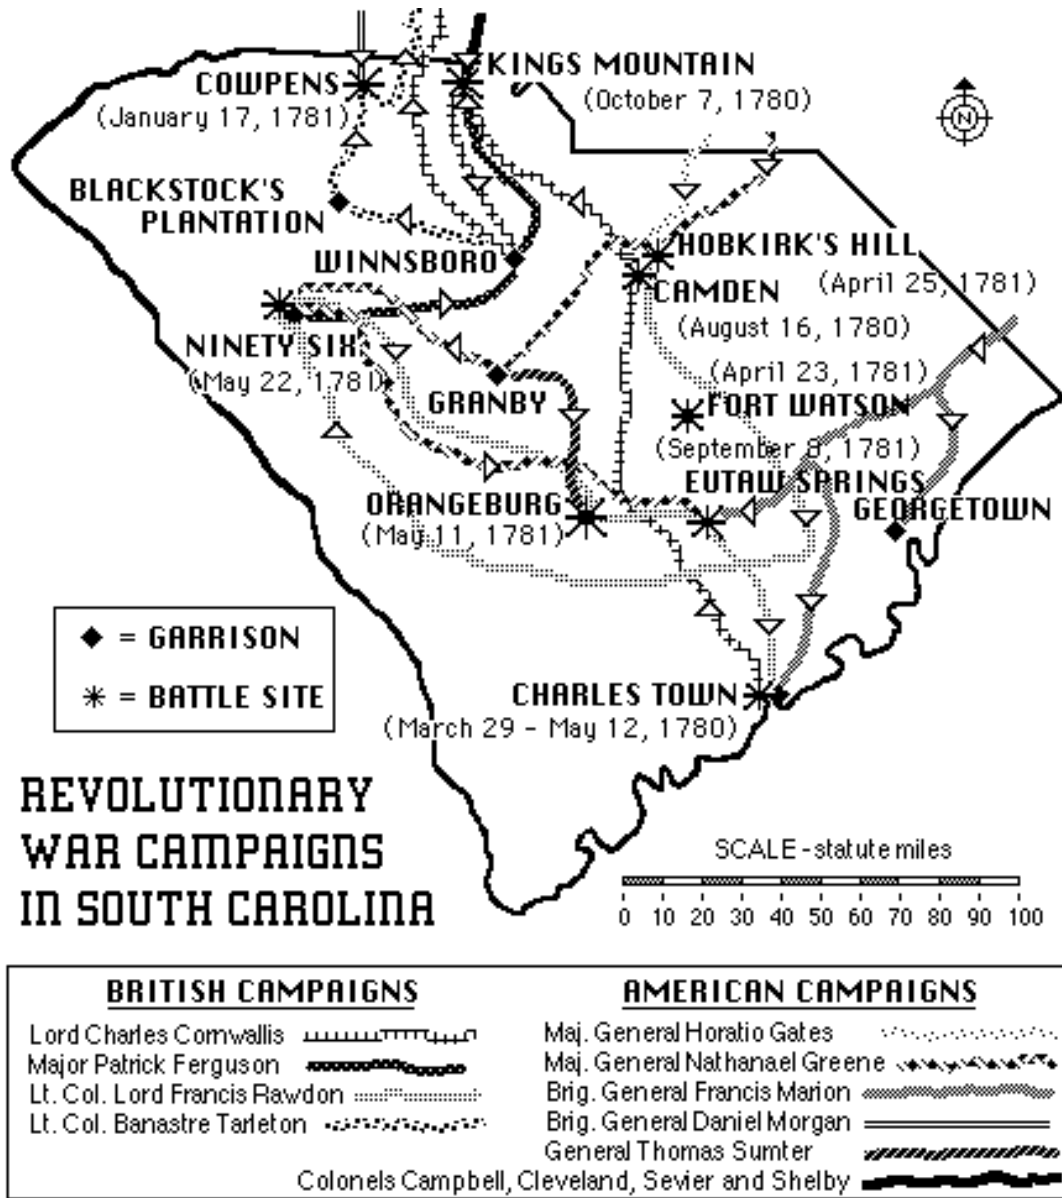 KINGS MOUNTAIN
(October 7, 1780)
COWPENS
(January 17, 1781)
N
BLACKSTOCK'S
PLANTATION
WINNSBORO
HOBKIRK'S HILL
(April 25, 1781)
CAMDEN
(August 16, 1780)
NINETY SIX
(May 22, 1781)
GRANBY
(April 23, 1781)
FORT WATSON
(September 8, 1781)
EUTAW SPRINGS
ORANGEBURG
(May 11, 1781)
GEORGETOWN
= GARRISON
= BATTLE SITE
CHARLES TOWN
(March 29 - May 12, 1780)
REVOLUTIONARY
WAR CAMPAIGNS
IN SOUTH CAROLINA
SCALE - statute miles
0 10 20 30 40 50 60 70 80 90 100
BRITISH CAMPAIGNS
Lord Charles Cornwallis
Major Patrick Ferguson
Lt. Col. Lord Francis Rawdon
Lt. Col. Banastre Tarleton
AMERICAN CAMPAIGNS
Maj. General Horatio Gates
Maj. General Nathanael Greene
Brig. General Francis Marion
Brig. General Daniel Morgan
General Thomas Sumter
Colonels Campbell, Cleveland, Sevier and Shelby